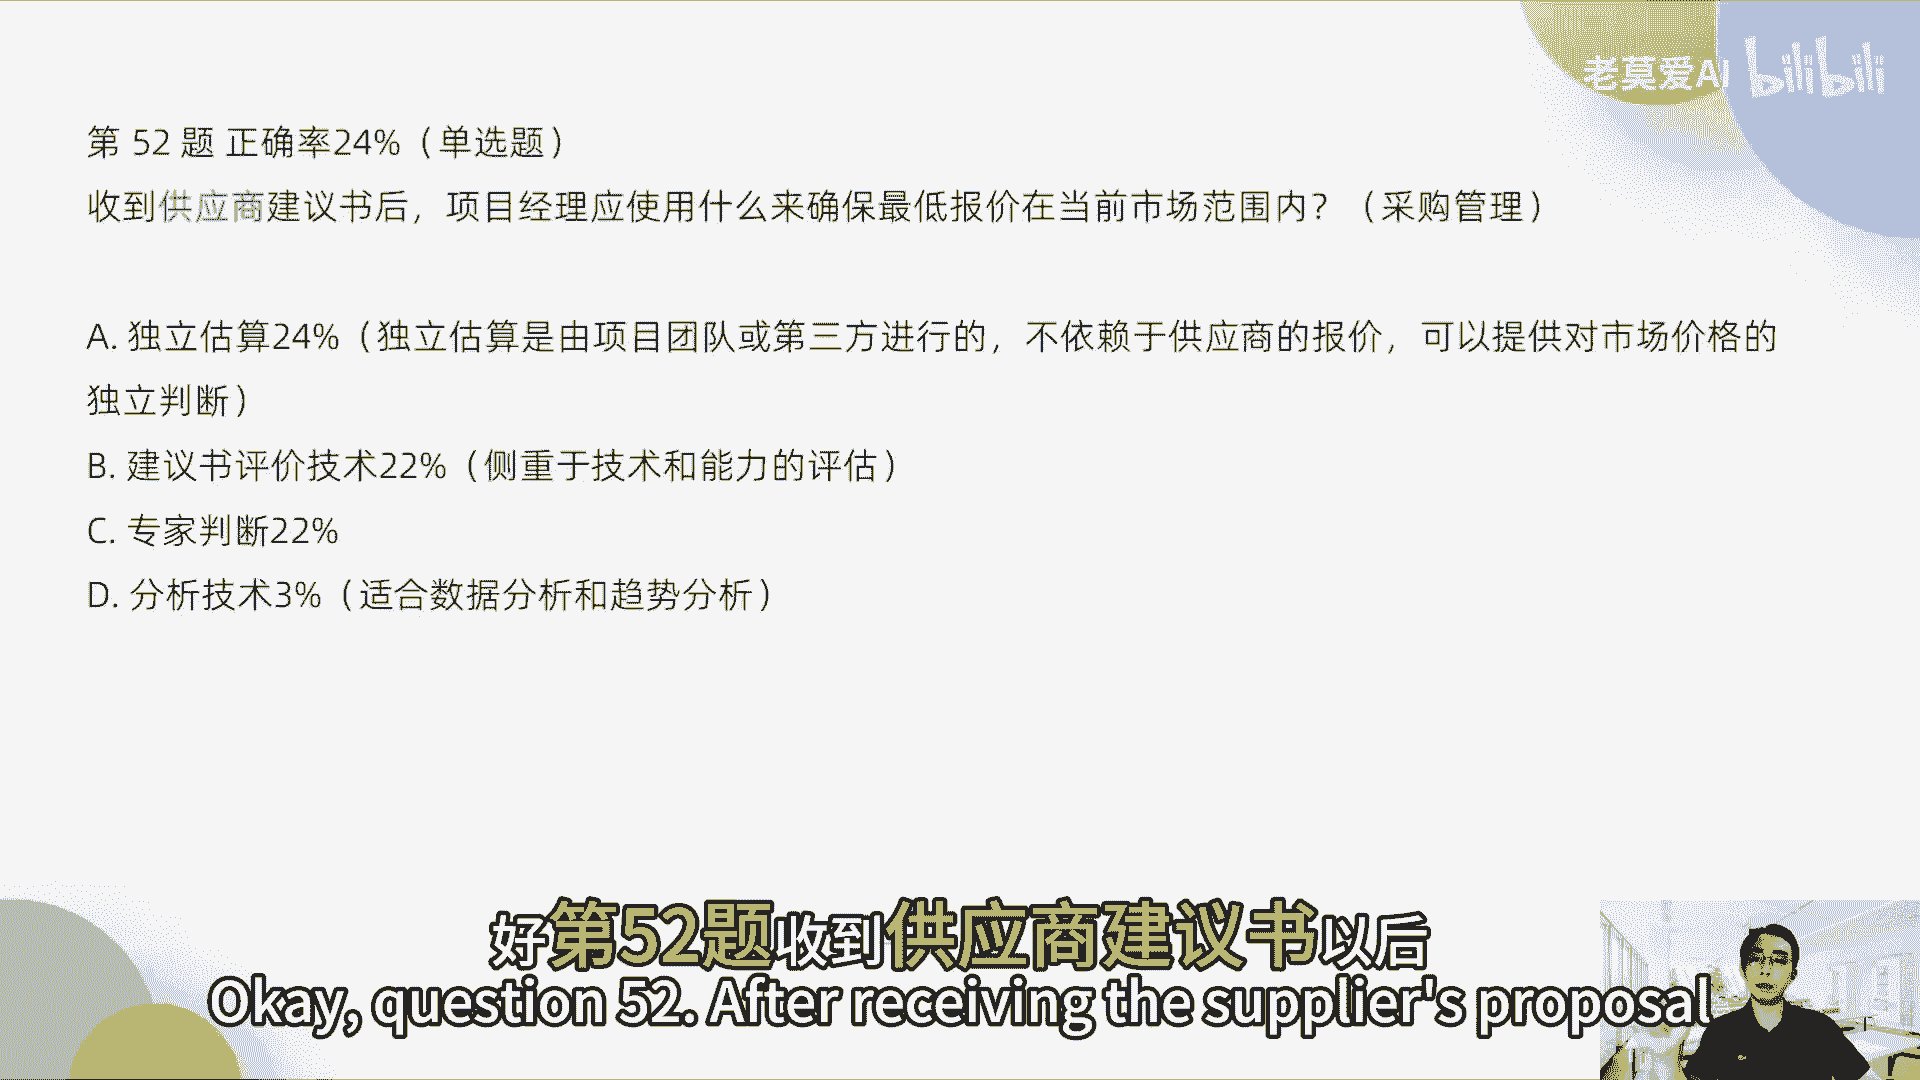 老莫爱AI bilibili
第 52 题 正确率24%（单选题）
收到供应商建议书后，项目经理应使用什么来确保最低报价在当前市场范围内？（采购管理）
A. 独立估算24%（独立估算是由项目团队或第三方进行的，不依赖于供应商的报价，可以提供对市场价格的
独立判断）
B. 建议书评价技术22%（侧重于技术和能力的评估）
C. 专家判断22%
D. 分析技术3%（适合数据分析和趋势分析）
好第52题收到供应商建议书以后
Okay, question 52. After receiving the supplier's proposal